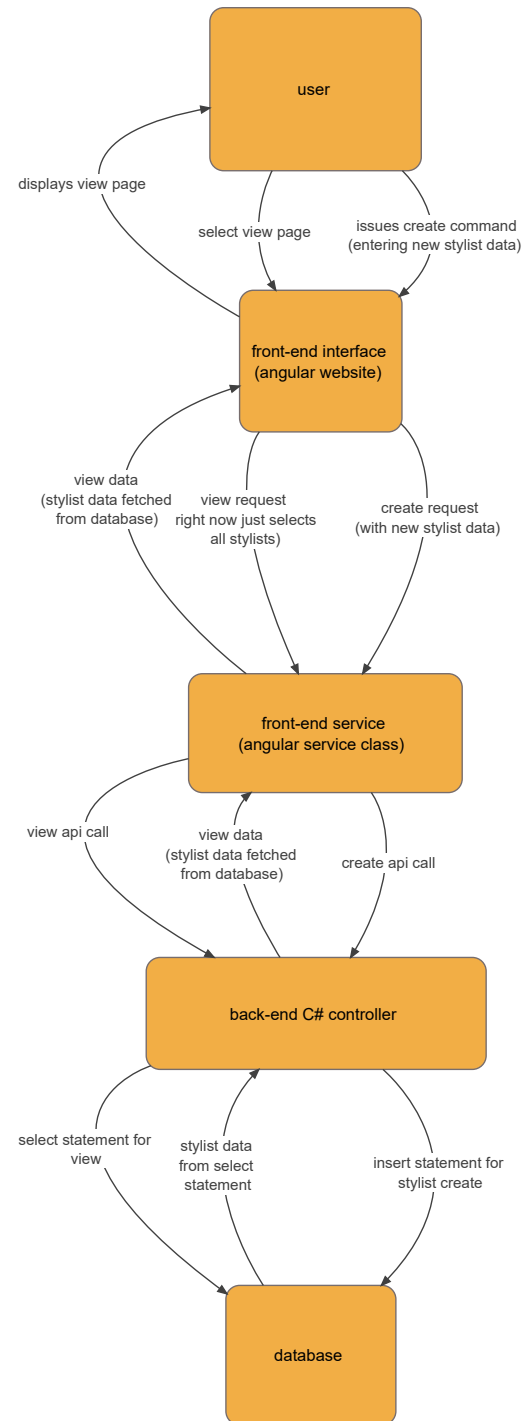 user
displays view page
select view page
issues create command
(entering new stylist data)
front-end interface
(angular website)
view data
(stylist data fetched
from database)
view request
right now just selects
all stylists)
create request
(with new stylist data)
front-end service
(angular service class)
view api call
view data
(stylist data fetched
from database)
create api call
back-end C# controller
select statement for
view
stylist data
from select
statement
insert statement for
stylist create
database